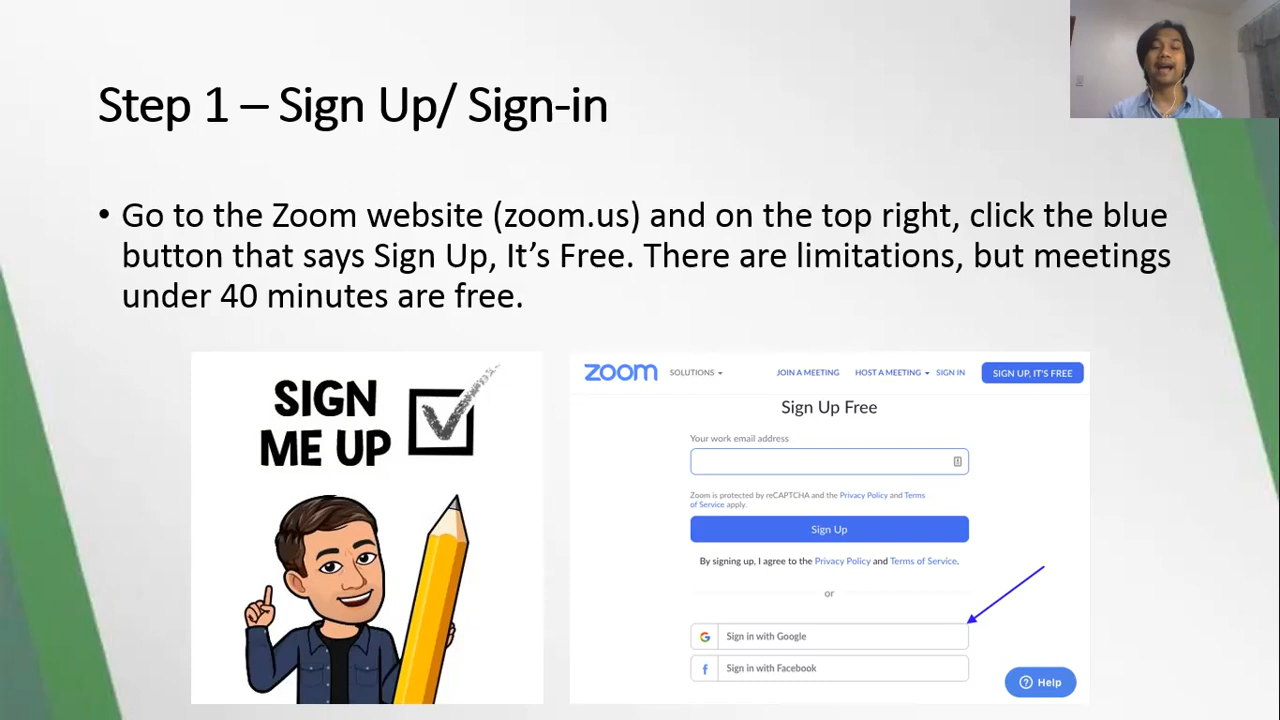 Step 1 – Sign Up/ Sign-in
• Go to the Zoom website (zoom.us) and on the top right, click the blue
button that says Sign Up, It’s Free. There are limitations, but meetings
under 40 minutes are free.
SIGN
ME UP
zoom SOLUTIONS JOIN A MEETING HOST A MEETING SIGN IN SIGN UP, IT'S FREE
Sign Up Free
Your work email address
Zoom is protected by reCAPTCHA and the Privacy Policy and Terms
of Service apply.
Sign Up
By signing up, I agree to the Privacy Policy and Terms of Service.
or
G Sign in with Google
f Sign in with Facebook
? Help